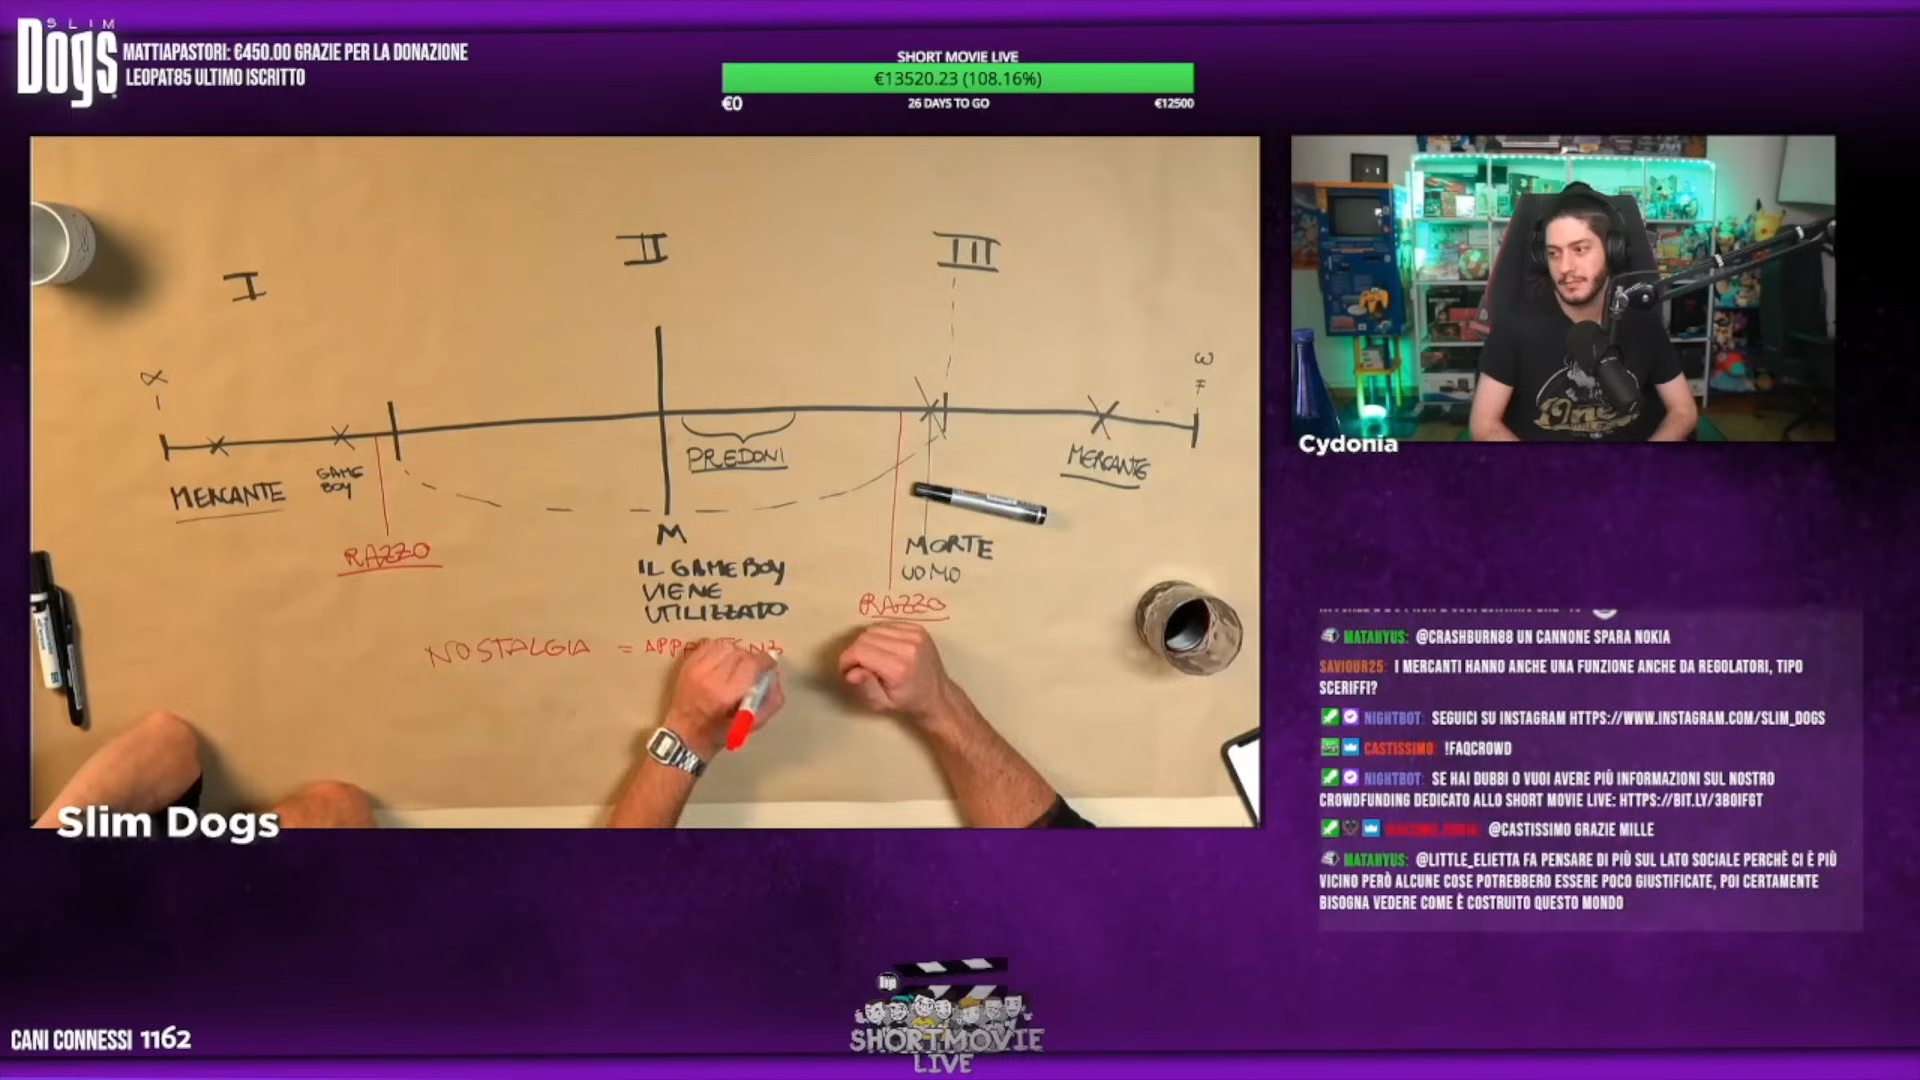 SLIM
Dogs
MATTIAPASTORI: €450.00 GRAZIE PER LA DONAZIONE
LEOPAT85 ULTIMO ISCRITTO
SHORT MOVIE LIVE
€13520.23 (108.16%)
€0
26 DAYS TO GO
€12500
I
II
III
α
ω
MERCANTE
GAME
BOY
RAZZO
PREDONI
M
IL GAMEBOY
VIENE
UTILIZZATO
MORTE
UOMO
RAZZO
MERCANTE
NOSTALGIA =
Slim Dogs
Cydonia
MATAHYUS: @CRASHBURN88 UN CANNONE SPARA NOKIA
SAVIOUR25: I MERCANTI HANNO ANCHE UNA FUNZIONE ANCHE DA REGOLATORI, TIPO
SCERIFFI?
NIGHTBOT: SEGUICI SU INSTAGRAM HTTPS://WWW.INSTAGRAM.COM/SLIM_DOGS
CASTISSIMO: !FAQCROWD
NIGHTBOT: SE HAI DUBBI O VUOI AVERE PIÙ INFORMAZIONI SUL NOSTRO
CROWDFUNDING DEDICATO ALLO SHORT MOVIE LIVE: HTTPS://BIT.LY/3BOIFGT
@CASTISSIMO GRAZIE MILLE
MATAHYUS: @LITTLE_ELIETTA FA PENSARE DI PIÙ SUL LATO SOCIALE PERCHÈ CI È PIÙ
VICINO PERÒ ALCUNE COSE POTREBBERO ESSERE POCO GIUSTIFICATE, POI CERTAMENTE
BISOGNA VEDERE COME È COSTRUITO QUESTO MONDO
CANI CONNESSI 1162
SHORTMOVIE
LIVE